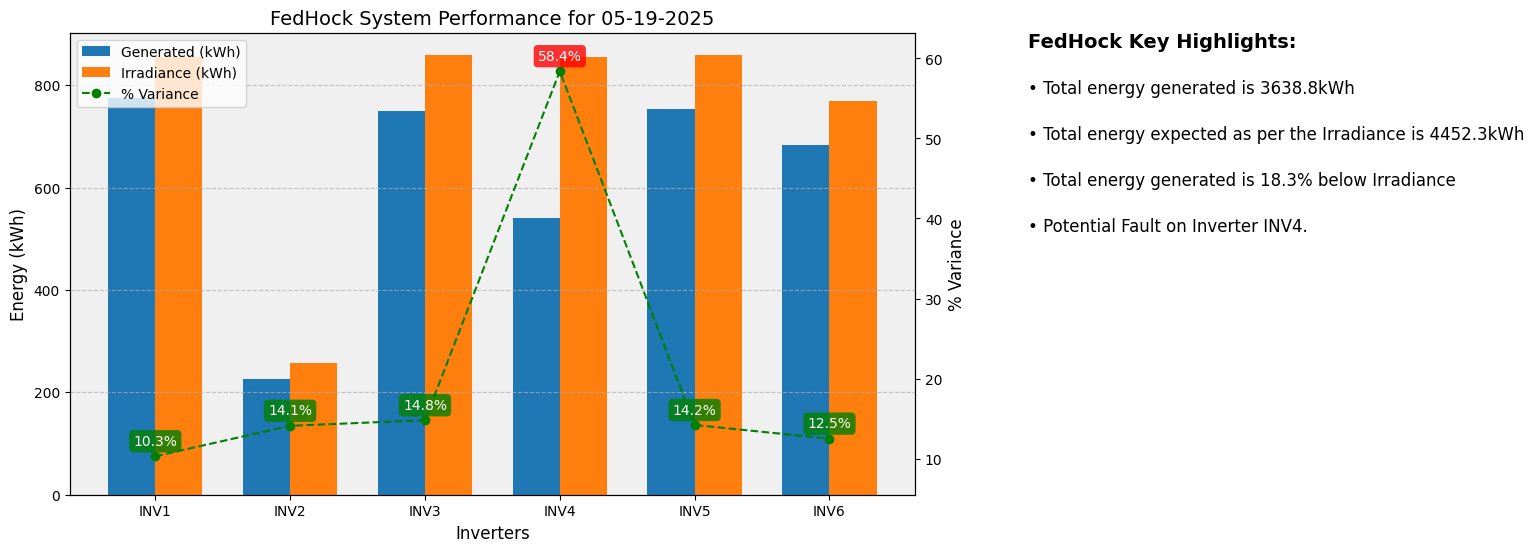 FedHock System Performance for 05-19-2025
Generated (kWh)
Irradiance (kWh)
% Variance
Energy (kWh)
800
600
400
200
0
10.3%
14.1%
14.8%
58.4%
14.2%
12.5%
INV1
INV2
INV3
INV4
INV5
INV6
Inverters
60
50
40
30
20
10
% Variance
FedHock Key Highlights:
• Total energy generated is 3638.8kWh
• Total energy expected as per the Irradiance is 4452.3kWh
• Total energy generated is 18.3% below Irradiance
• Potential Fault on Inverter INV4.